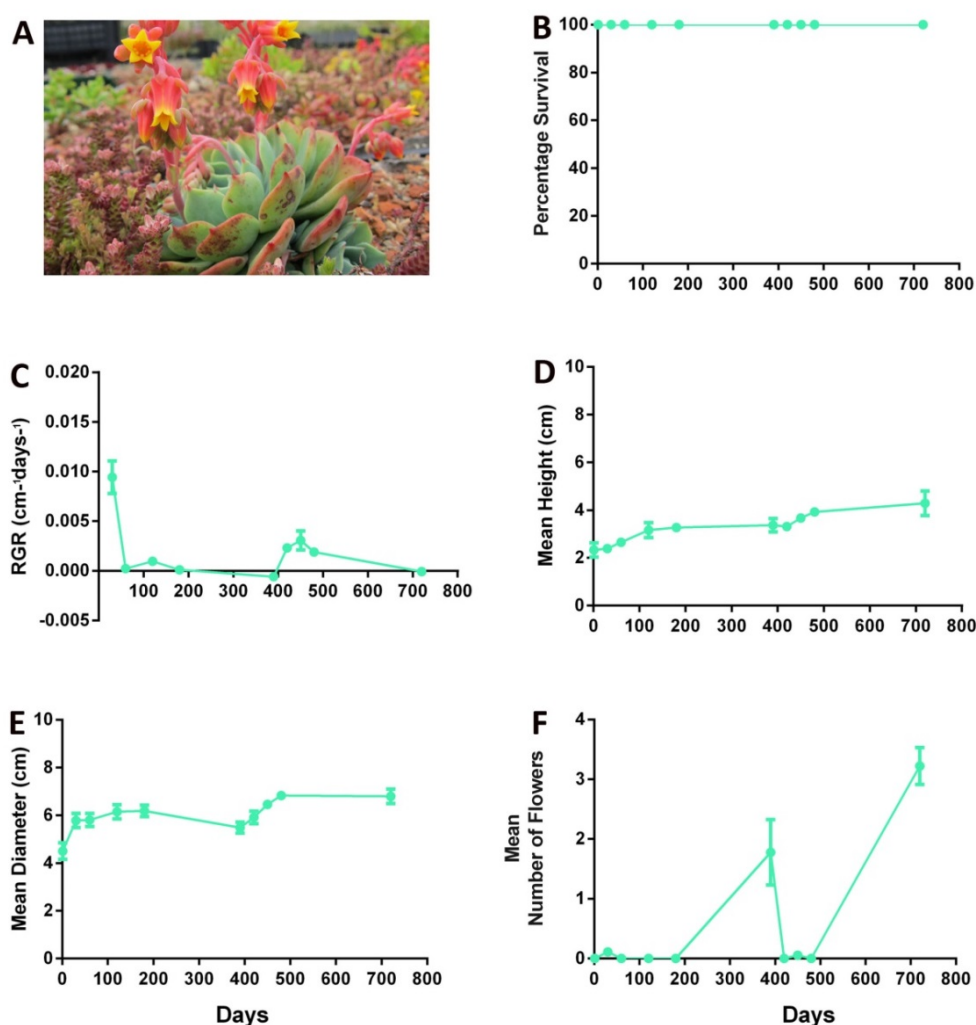 A
B
Percentage Survival
100
80
60
40
20
0
0 100 200 300 400 500 600 700 800
C
RGR (cm-¹days-¹)
0.020
0.015
0.010
0.005
0.000
-0.005
100 200 300 400 500 600 700 800
D
Mean Height (cm)
10
8
6
4
2
0
0 100 200 300 400 500 600 700 800
E
Mean Diameter (cm)
10
8
6
4
2
0
0 100 200 300 400 500 600 700 800
Days
F
Mean
Number of Flowers
4
3
2
1
0
0 100 200 300 400 500 600 700 800
Days